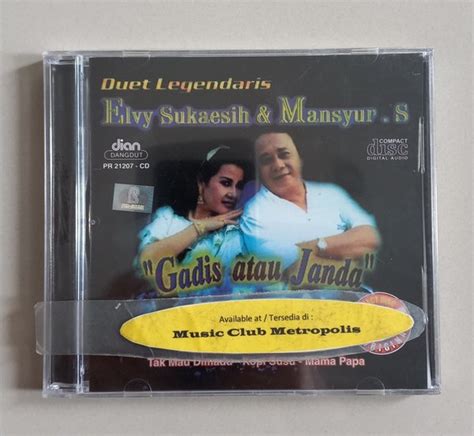 Duet Legendaris
Elvy Sukaesih & Mansyur . S
dian
DANGDUT
PR 21207 - CD
COMPACT
disc
DIGITAL AUDIO
"Gadis atau Janda"
Available at / Tersedia di :
Music Club Metropolis
Tak Mau Dimadu - Kopi Susu - Mama Papa